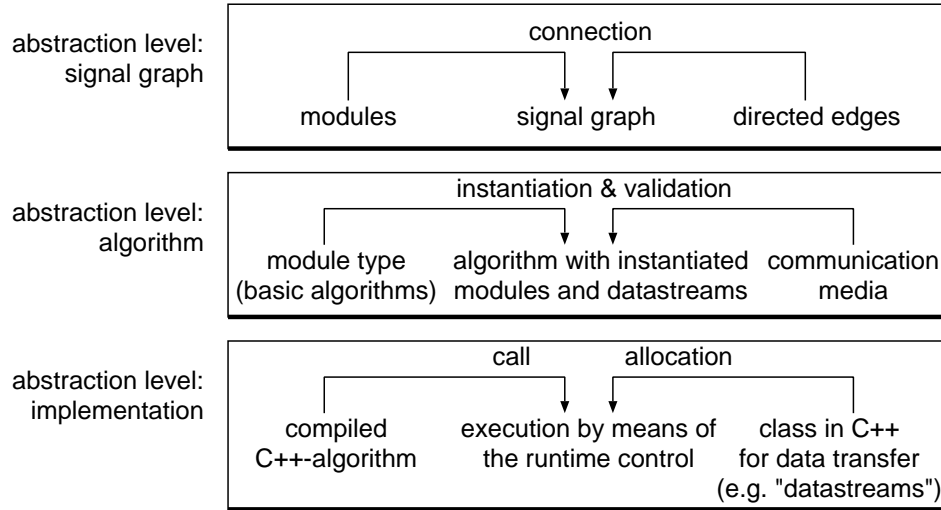 abstraction level:
signal graph
connection
modules
signal graph
directed edges
abstraction level:
algorithm
instantiation & validation
module type
(basic algorithms)
algorithm with instantiated
modules and datastreams
communication
media
abstraction level:
implementation
call
allocation
compiled
C++-algorithm
execution by means of
the runtime control
class in C++
for data transfer
(e.g. "datastreams")